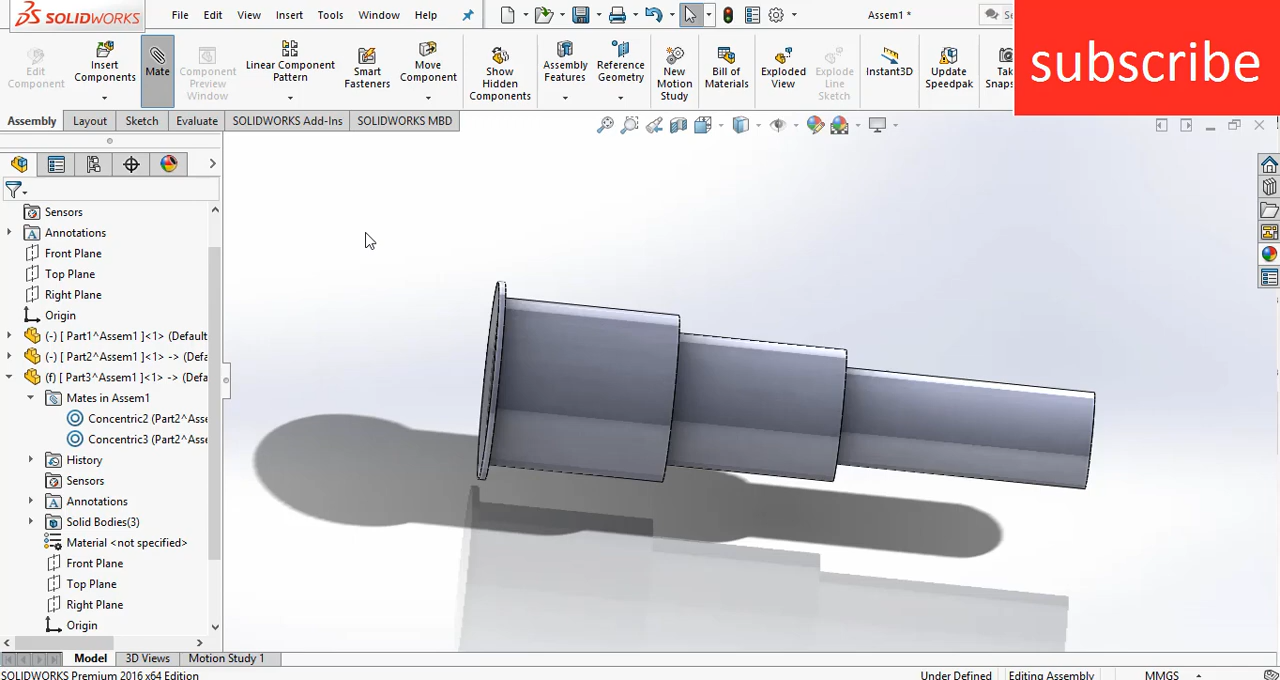 SOLIDWORKS File Edit View Insert Tools Window Help Assem1 * Se
subscribe
Edit Component
Insert Components
Mate
Component Preview Window
Linear Component Pattern
Smart Fasteners
Move Component
Show Hidden Components
Assembly Features
Reference Geometry
New Motion Study
Bill of Materials
Exploded View
Explode Line Sketch
Instant3D
Update Speedpak
Tak Snaps
Assembly Layout Sketch Evaluate SOLIDWORKS Add-Ins SOLIDWORKS MBD
Sensors
Annotations
Front Plane
Top Plane
Right Plane
Origin
(-) [ Part1^Assem1 ]<1> (Default
(-) [ Part2^Assem1 ]<1> -> (Defa
(f) [ Part3^Assem1 ]<1> -> (Defa
Mates in Assem1
Concentric2 (Part2^Asse
Concentric3 (Part2^Asse
History
Sensors
Annotations
Solid Bodies(3)
Material <not specified>
Front Plane
Top Plane
Right Plane
Origin
Model 3D Views Motion Study 1
SOLIDWORKS Premium 2016 x64 Edition Under Defined Editing Assembly MMGS